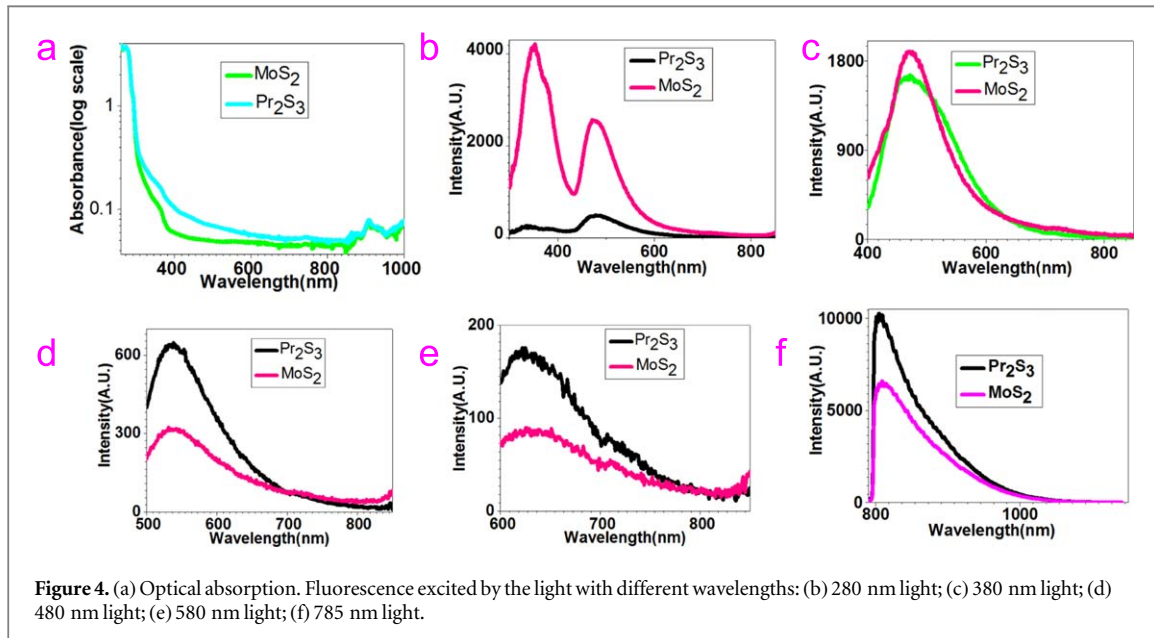 a
Absorbance(log scale)
1
0.1
MoS₂
Pr₂S₃
400 600 800 1000
Wavelength(nm)
b
Intensity(A.U.)
4000
2000
0
Pr₂S₃
MoS₂
400 600 800
Wavelength(nm)
c
Intensity(A.U.)
1800
900
0
Pr₂S₃
MoS₂
400 600 800
Wavelength(nm)
d
Intensity(A.U.)
600
300
0
Pr₂S₃
MoS₂
500 600 700 800
Wavelength(nm)
e
Intensity(A.U.)
200
100
0
Pr₂S₃
MoS₂
600 700 800
Wavelength(nm)
f
Intensity(A.U.)
10000
5000
0
Pr₂S₃
MoS₂
800 1000
Wavelength(nm)
Figure 4. (a) Optical absorption. Fluorescence excited by the light with different wavelengths: (b) 280 nm light; (c) 380 nm light; (d)
480 nm light; (e) 580 nm light; (f) 785 nm light.